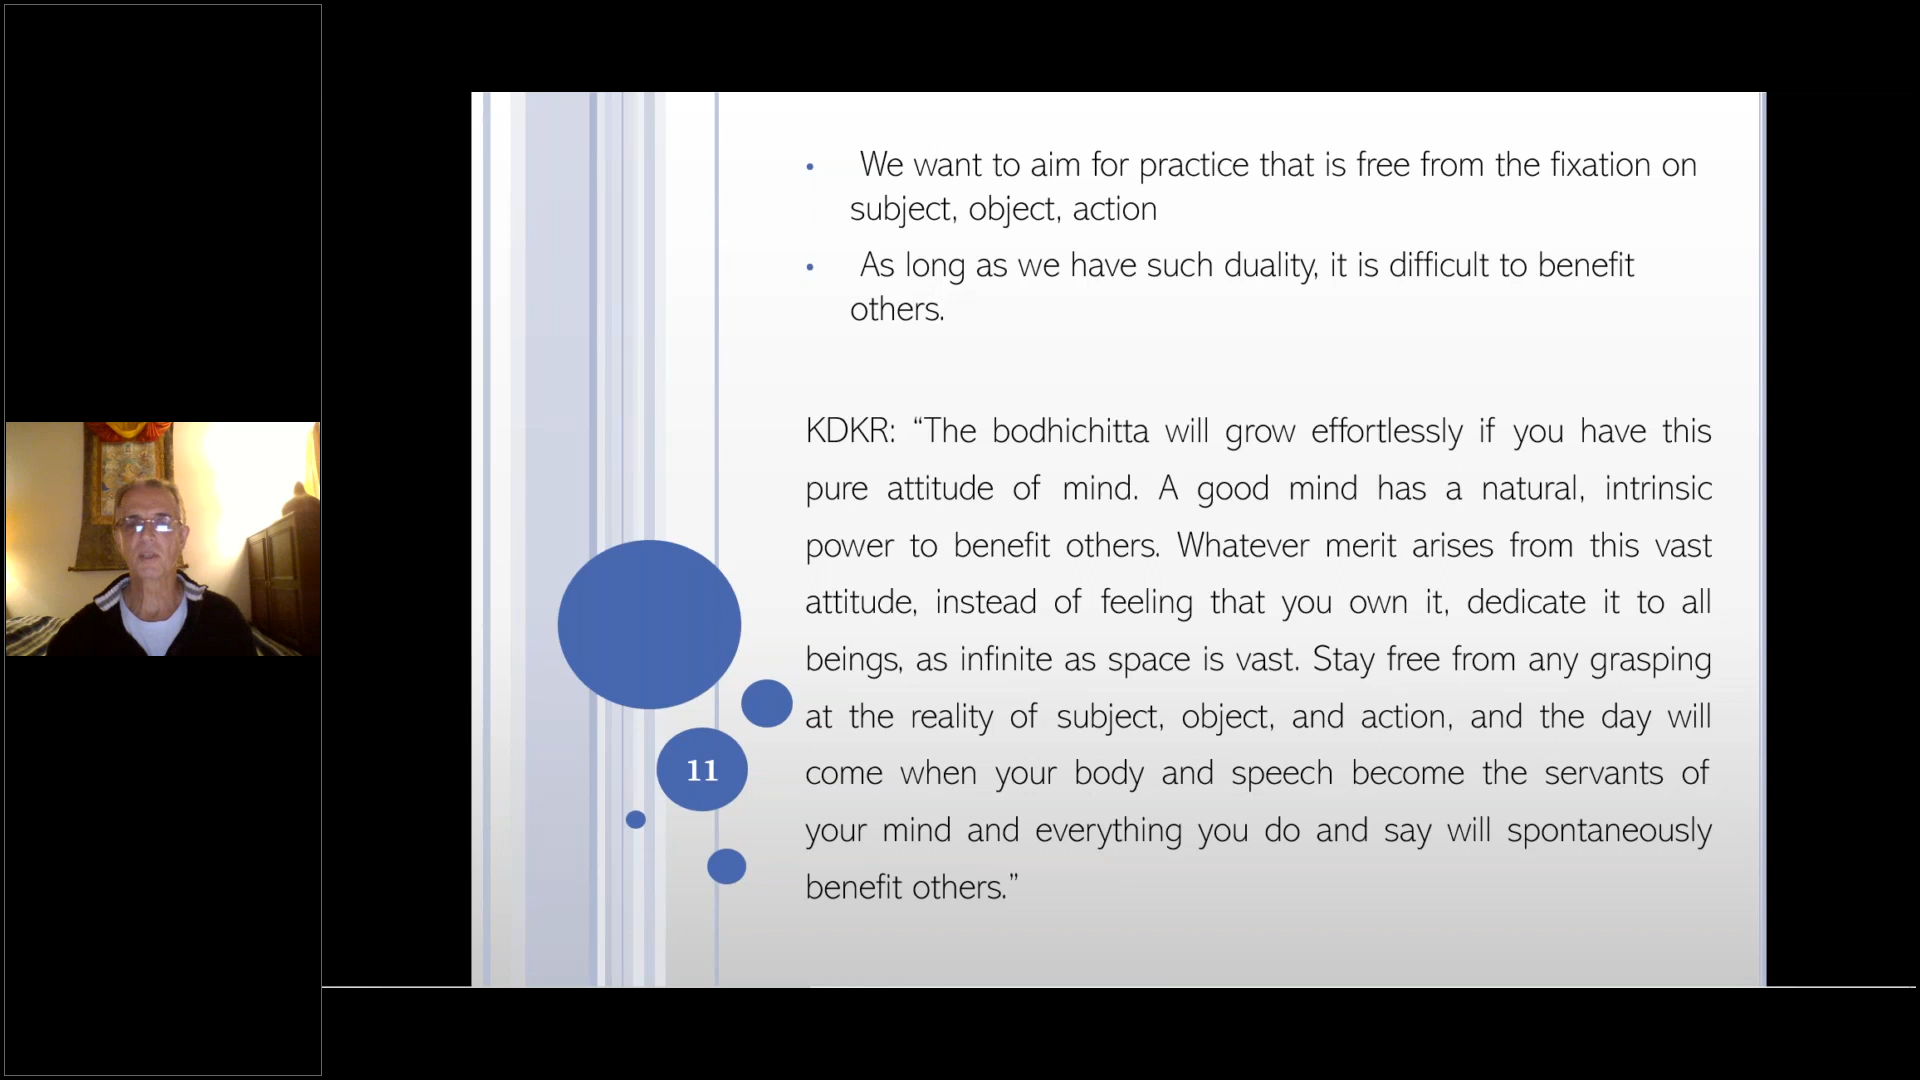 • We want to aim for practice that is free from the fixation on
subject, object, action
• As long as we have such duality, it is difficult to benefit
others.
KDKR: “The bodhichitta will grow effortlessly if you have this
pure attitude of mind. A good mind has a natural, intrinsic
power to benefit others. Whatever merit arises from this vast
attitude, instead of feeling that you own it, dedicate it to all
beings, as infinite as space is vast. Stay free from any grasping
at the reality of subject, object, and action, and the day will
come when your body and speech become the servants of
your mind and everything you do and say will spontaneously
benefit others.”
11